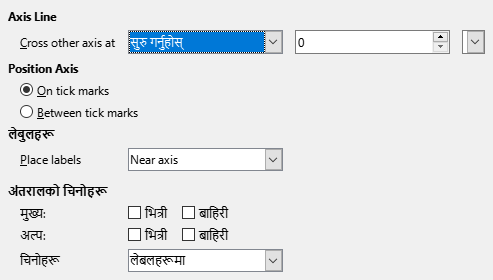 Axis Line
Cross other axis at सुरु गर्नुहोस् 0
Position Axis
On tick marks
Between tick marks
लेबुलहरू
Place labels Near axis
अंतरालको चिनोहरू
मुख्य: भित्री बाहिरी
अल्प: भित्री बाहिरी
चिनोहरू लेबलहरूमा